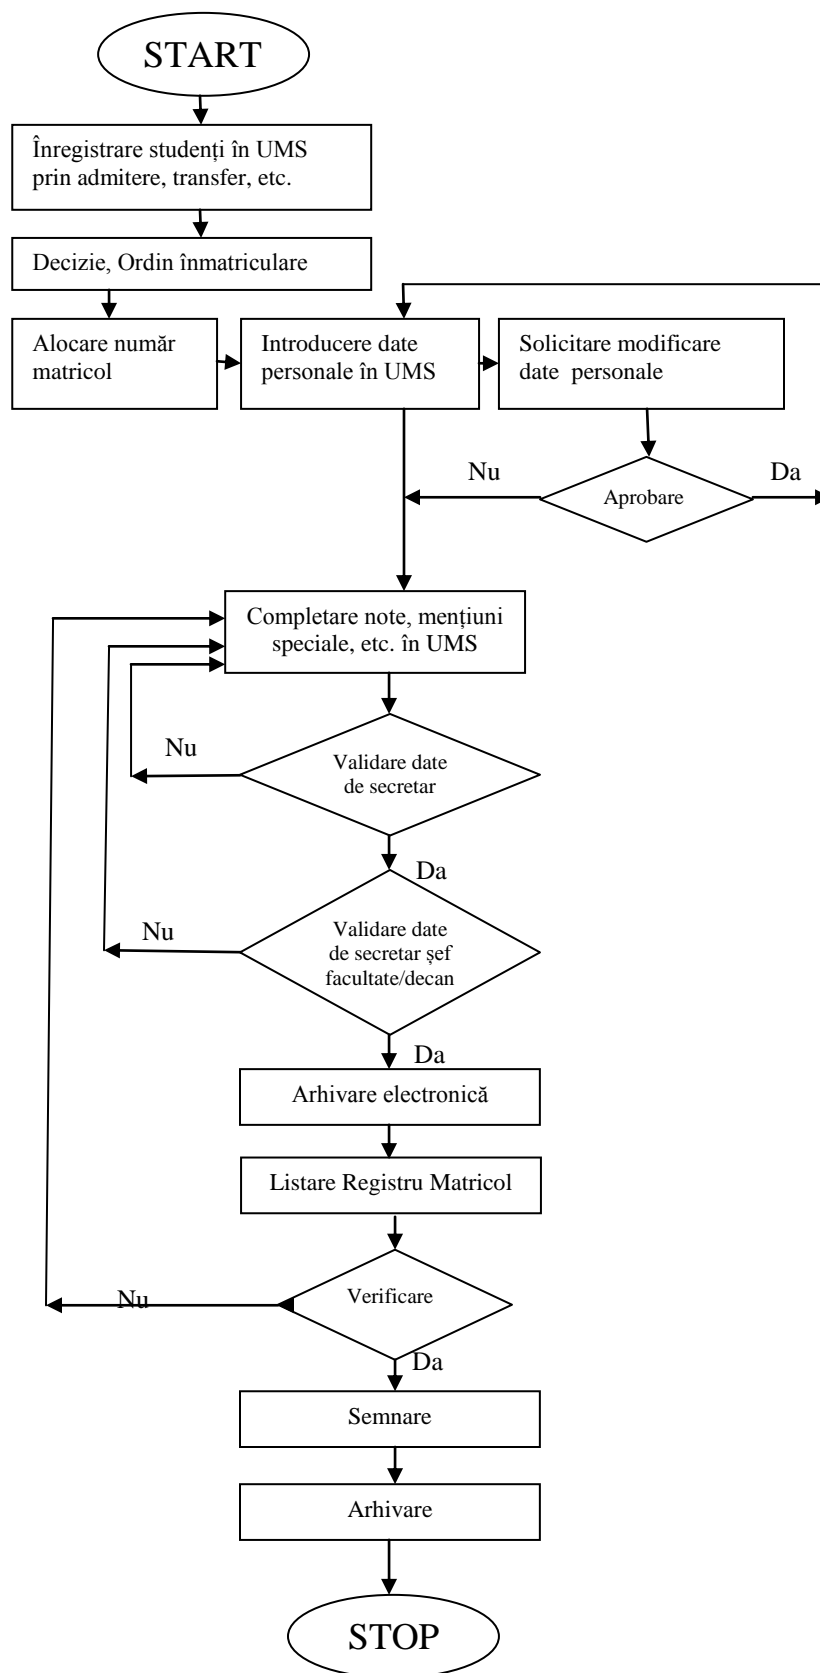 START
Înregistrare studenți în UMS
prin admitere, transfer, etc.
Decizie, Ordin înmatriculare
Alocare număr
matricol
Introducere date
personale în UMS
Solicitare modificare
date personale
Nu
Da
Aprobare
Completare note, mențiuni
speciale, etc. în UMS
Nu
Validare date
de secretar
Da
Nu
Validare date
de secretar șef
facultate/decan
Da
Arhivare electronică
Listare Registru Matricol
Nu
Verificare
Da
Semnare
Arhivare
STOP